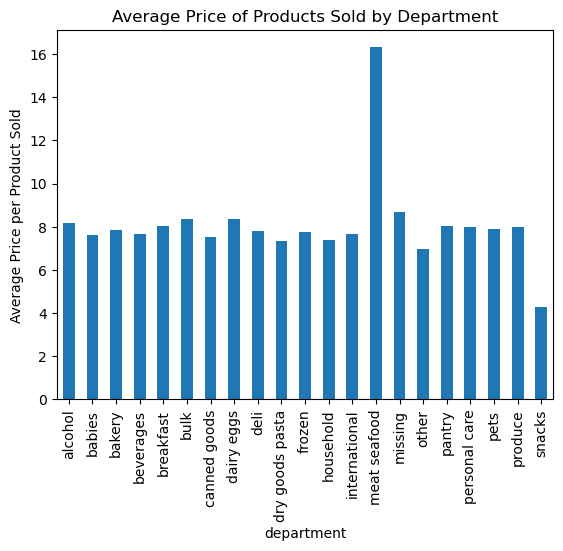 Average Price of Products Sold by Department
Average Price per Product Sold
16
14
12
10
8
6
4
2
0
alcohol
babies
bakery
beverages
breakfast
bulk
canned goods
dairy eggs
deli
dry goods pasta
frozen
household
international
meat seafood
missing
other
pantry
personal care
pets
produce
snacks
department